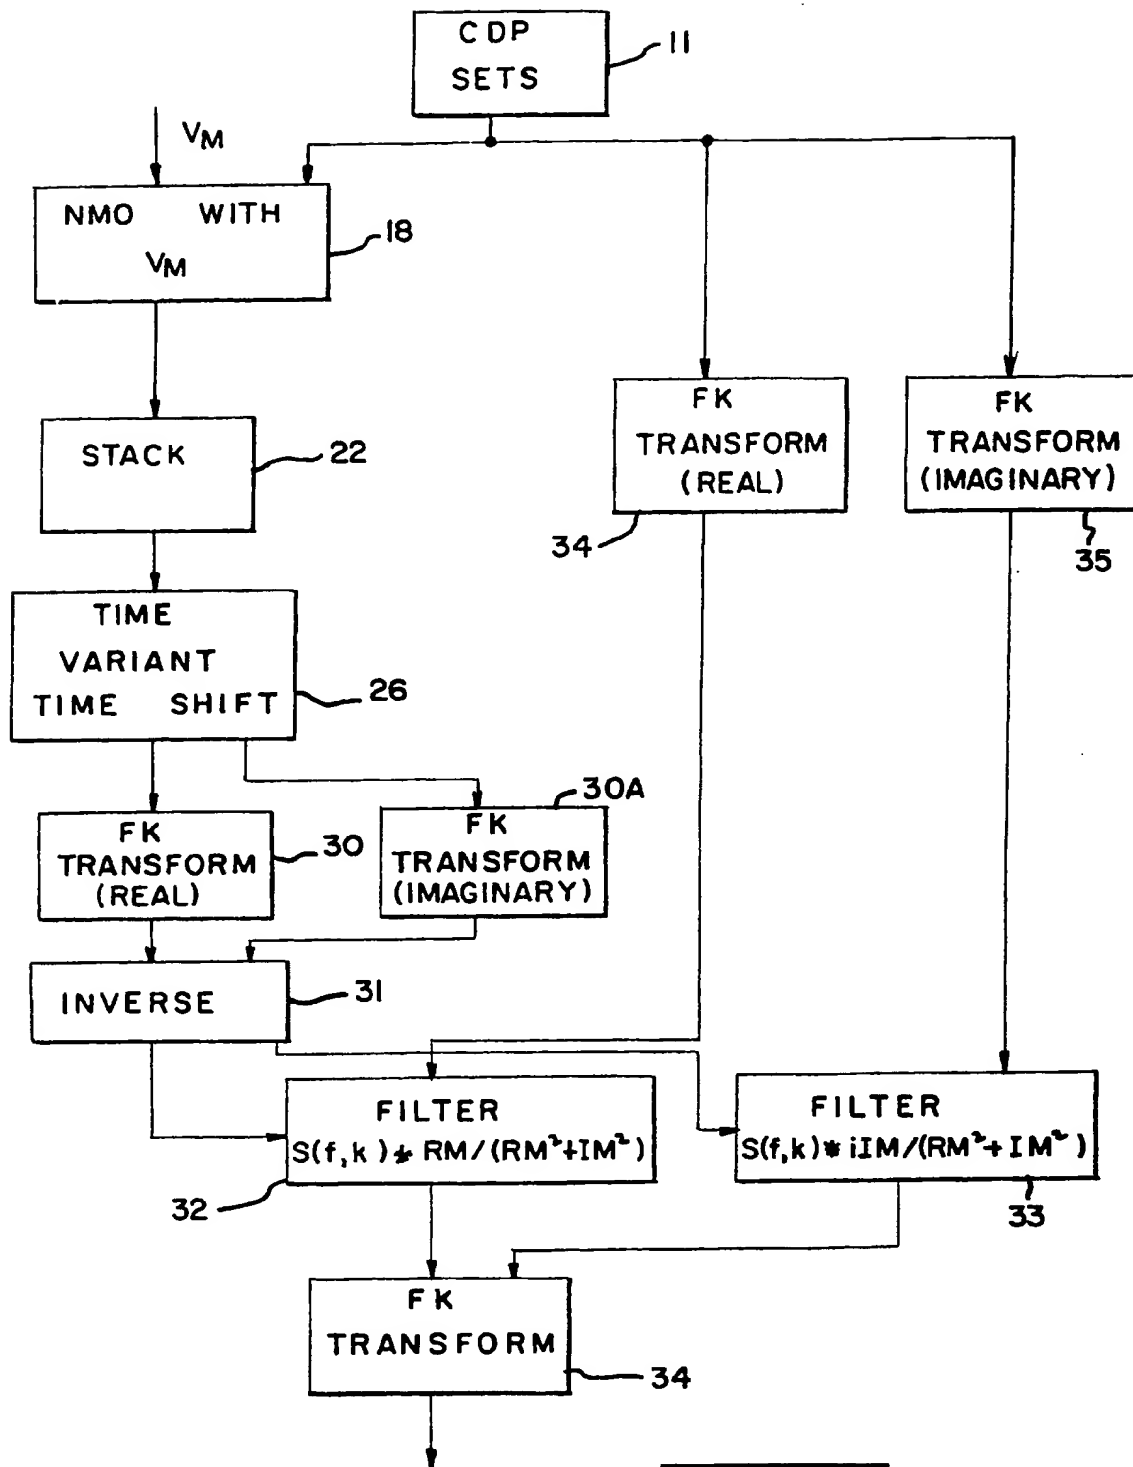 CDP
SETS
11
VM
NMO WITH
VM
18
STACK
22
FK
TRANSFORM
(REAL)
34
FK
TRANSFORM
(IMAGINARY)
35
TIME
VARIANT
TIME SHIFT
26
FK
TRANSFORM
(REAL)
30
30A
FK
TRANSFORM
(IMAGINARY)
INVERSE
31
FILTER
S(f,k)* RM/(RM²+IM²)
32
FILTER
S(f,k)* iIM/(RM²+IM²)
33
FK
TRANSFORM
34